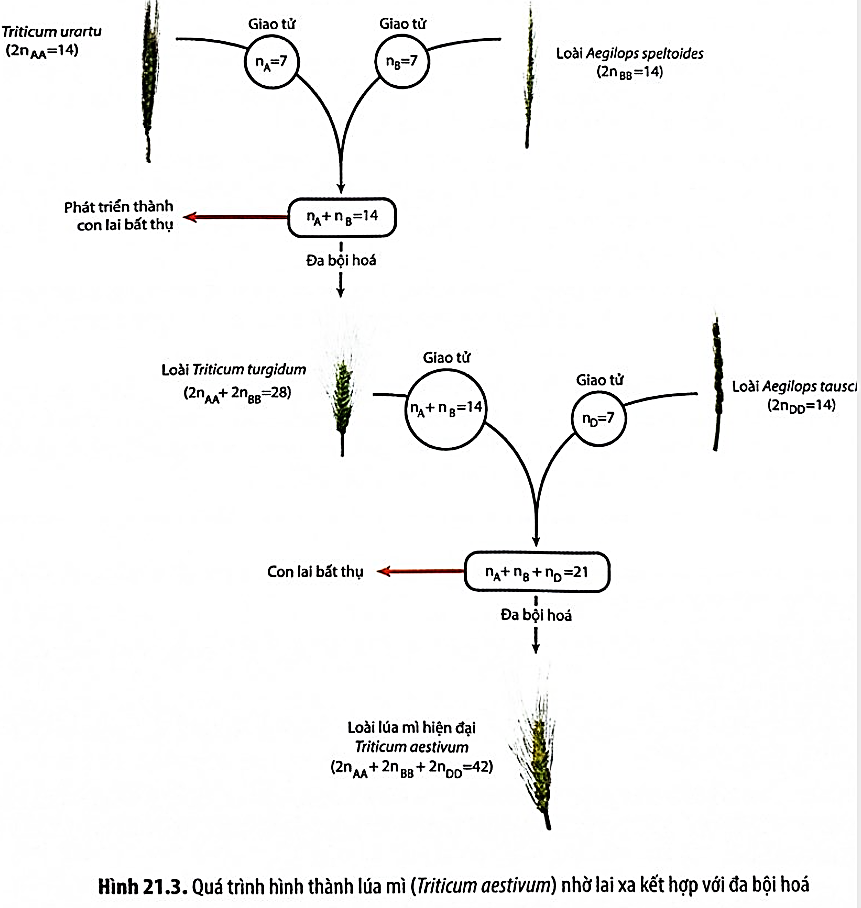 Triticum urartu
(2nAA=14)
Giao tử
nA=7
Giao tử
nB=7
Loài Aegilops speltoides
(2nBB=14)
Phát triển thành
con lai bất thụ
nA+ nB=14
Đa bội hoá
Loài Triticum turgidum
(2nAA+ 2nBB=28)
Giao tử
nA+ nB=14
Giao tử
nD=7
Loài Aegilops tausc
(2nDD=14)
Con lai bất thụ
nA+ nB + nD=21
Đa bội hoá
Loài lúa mì hiện đại
Triticum aestivum
(2nAA+ 2nBB + 2nDD=42)
Hình 21.3. Quá trình hình thành lúa mì (Triticum aestivum) nhờ lai xa kết hợp với đa bội hoá